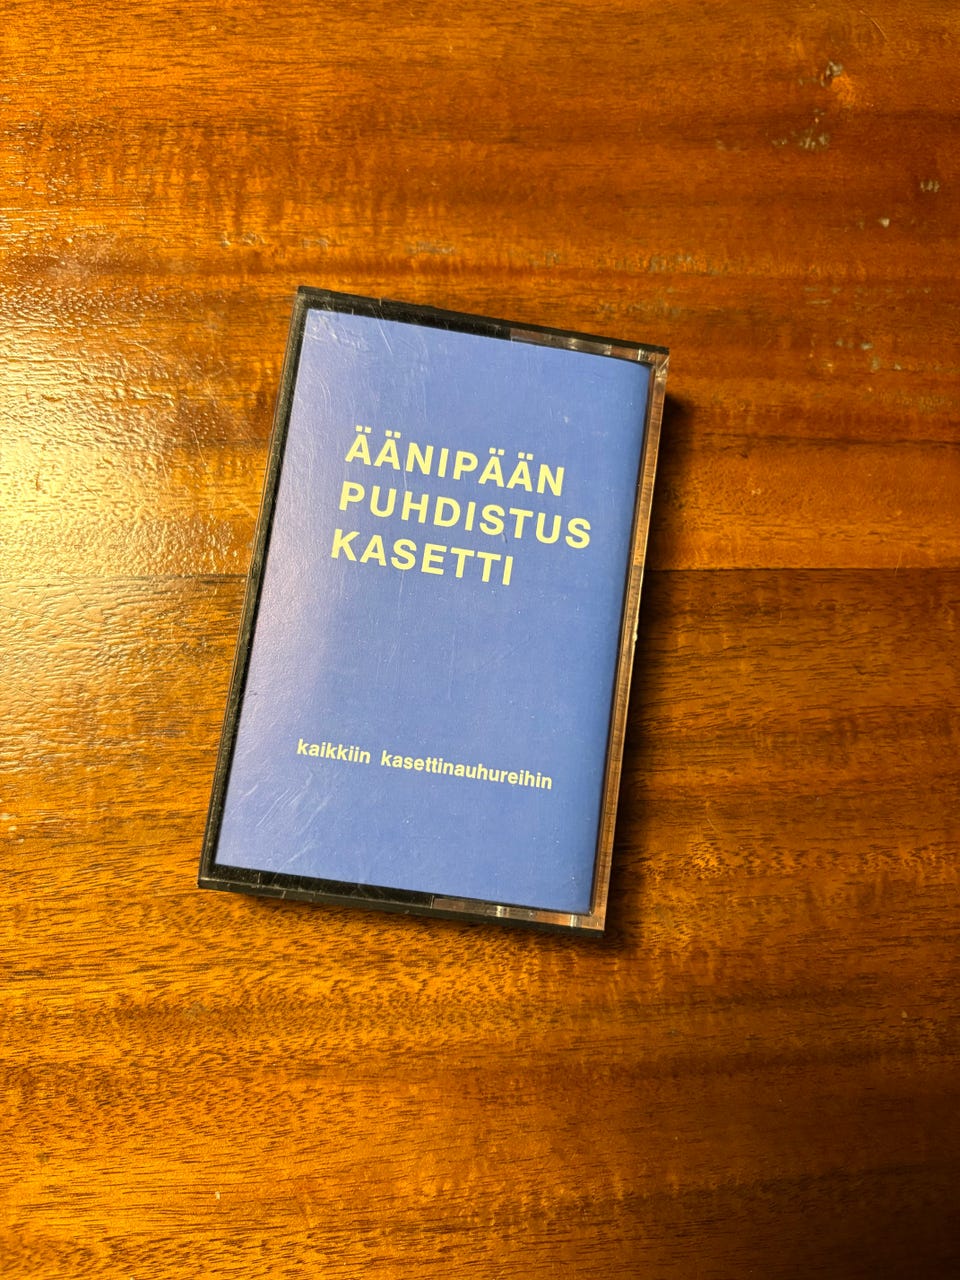 ÄÄNIPÄÄN
PUHDISTUS
KASETTI
kaikkiin kasettinauhureihin